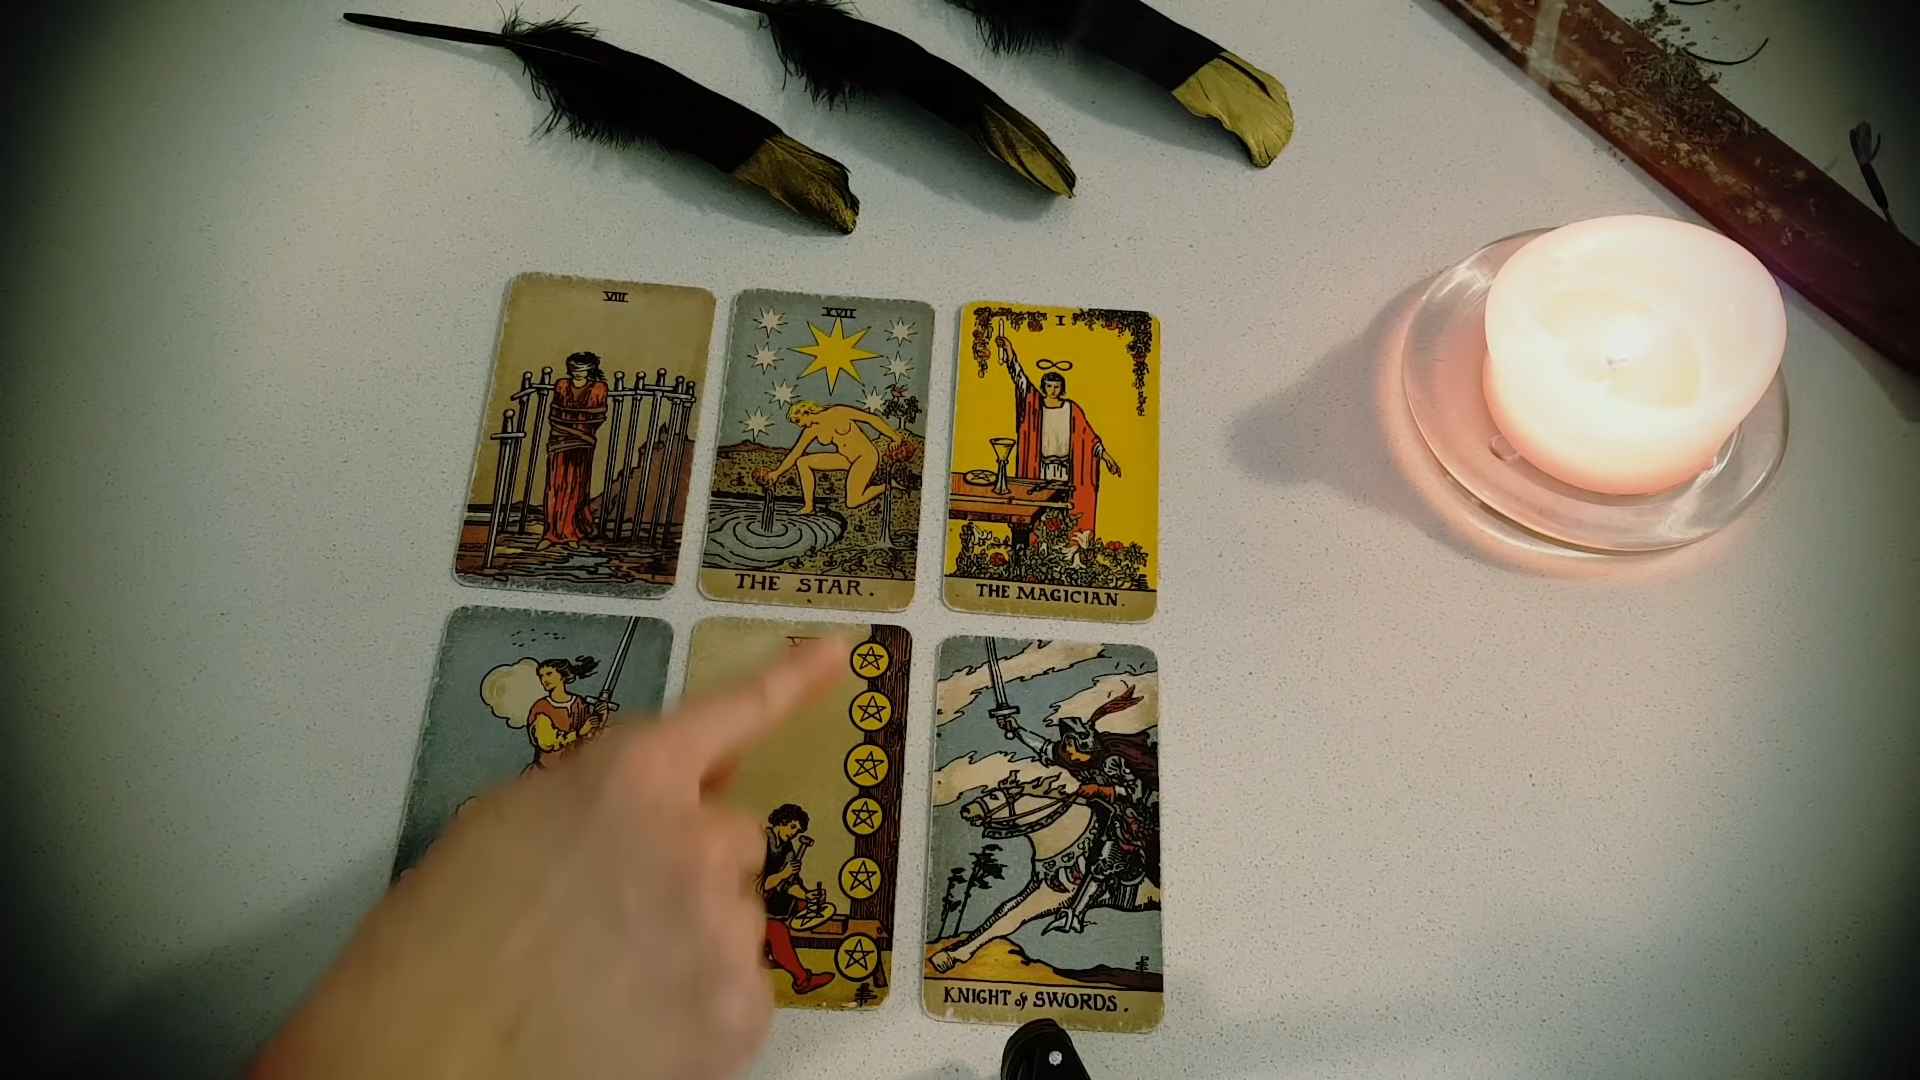 VIII
XVII
I
THE STAR.
THE MAGICIAN.
KNIGHT of SWORDS.